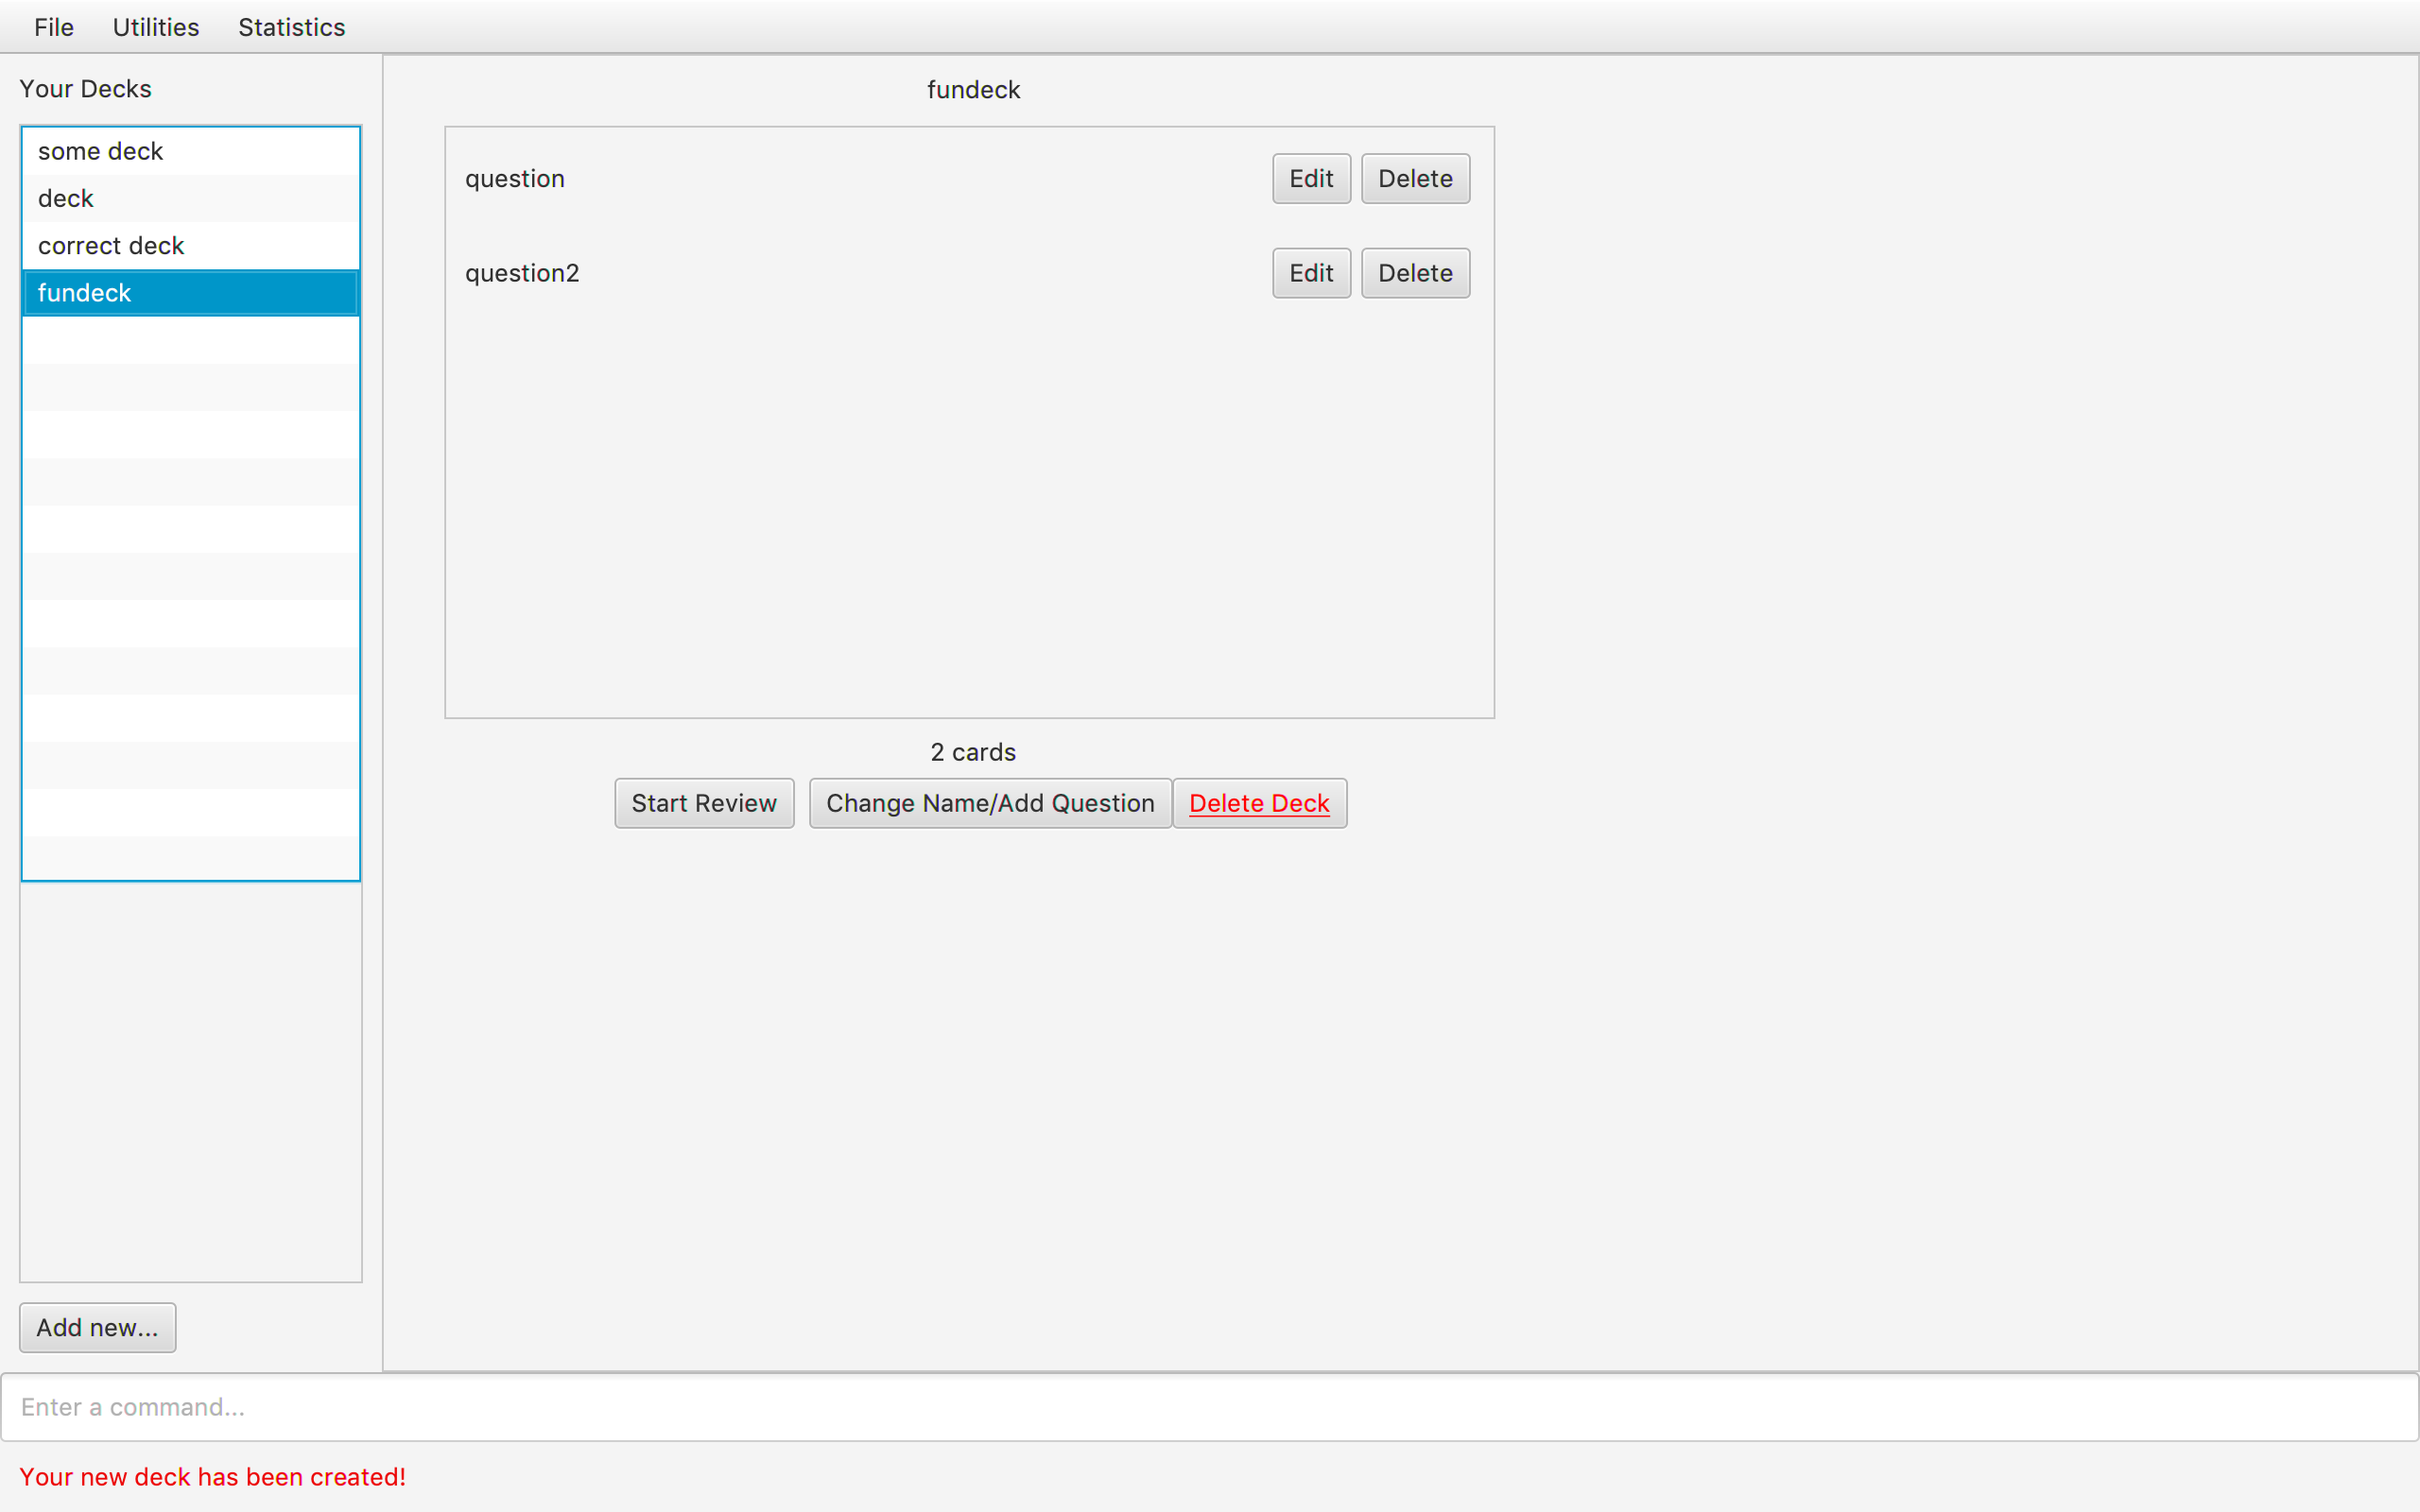 File Utilities Statistics
Your Decks
some deck
deck
correct deck
fundeck
Add new...
fundeck
question Edit Delete
question2 Edit Delete
2 cards
Start Review Change Name/Add Question Delete Deck
Enter a command...
Your new deck has been created!